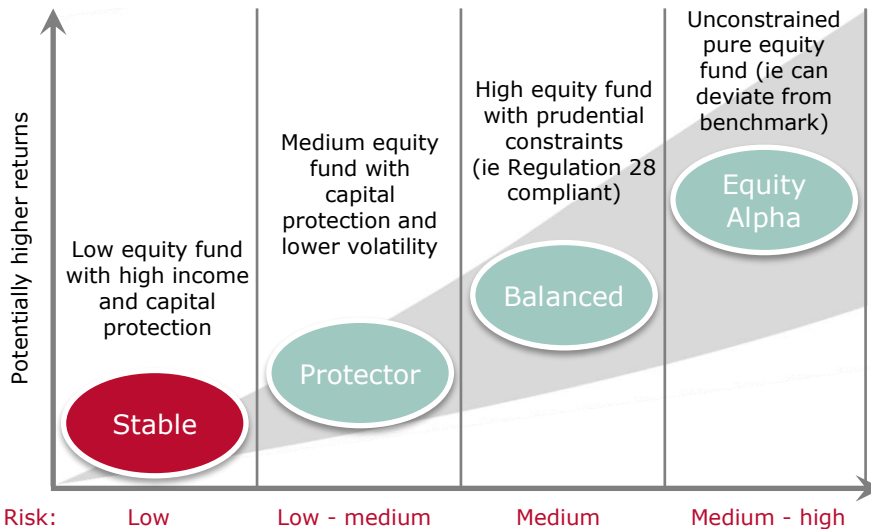 Potentially higher returns
Low equity fund
with high income
and capital
protection
Stable
Medium equity
fund with
capital
protection and
lower volatility
Protector
High equity fund
with prudential
constraints
(ie Regulation 28
compliant)
Balanced
Unconstrained
pure equity
fund (ie can
deviate from
benchmark)
Equity
Alpha
Risk: Low Low - medium Medium Medium - high